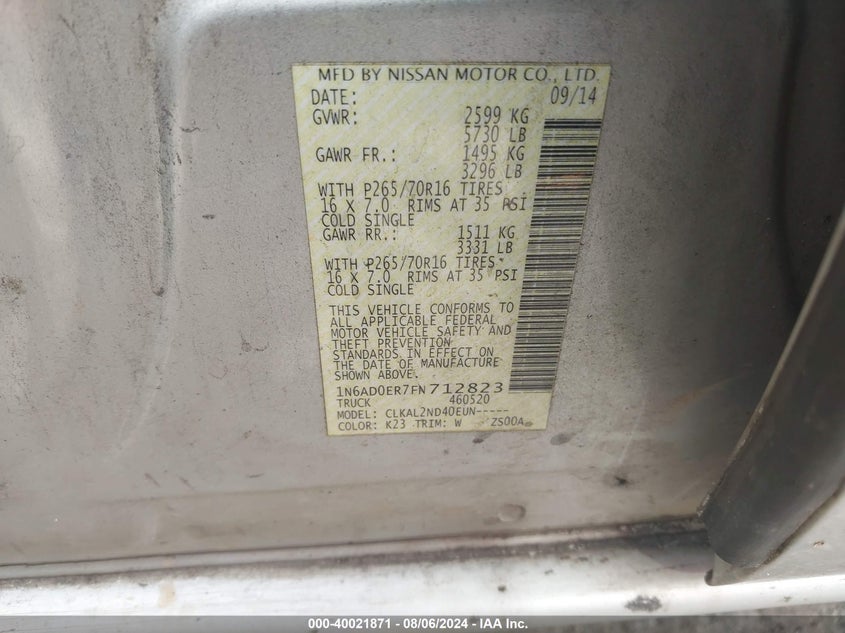 MFD BY NISSAN MOTOR CO., LTD.
DATE: 09/14
GVWR: 2599 KG
5730 LB
GAWR FR.: 1495 KG
3296 LB
WITH P265/70R16 TIRES
16 X 7.0 RIMS AT 35 PSI
COLD SINGLE
GAWR RR.: 1511 KG
3331 LB
WITH P265/70R16 TIRES
16 X 7.0 RIMS AT 35 PSI
COLD SINGLE
THIS VEHICLE CONFORMS TO
ALL APPLICABLE FEDERAL
MOTOR VEHICLE SAFETY AND
THEFT PREVENTION
STANDARDS IN EFFECT ON
THE DATE OF MANUFACTURE
SHOWN ABOVE.
1N6AD0ER7FN712823
TRUCK 460520
MODEL: CLKAL2ND40EUN-----
COLOR: K23 TRIM: W ZS00A
000-40021871 - 08/06/2024 - IAA Inc.